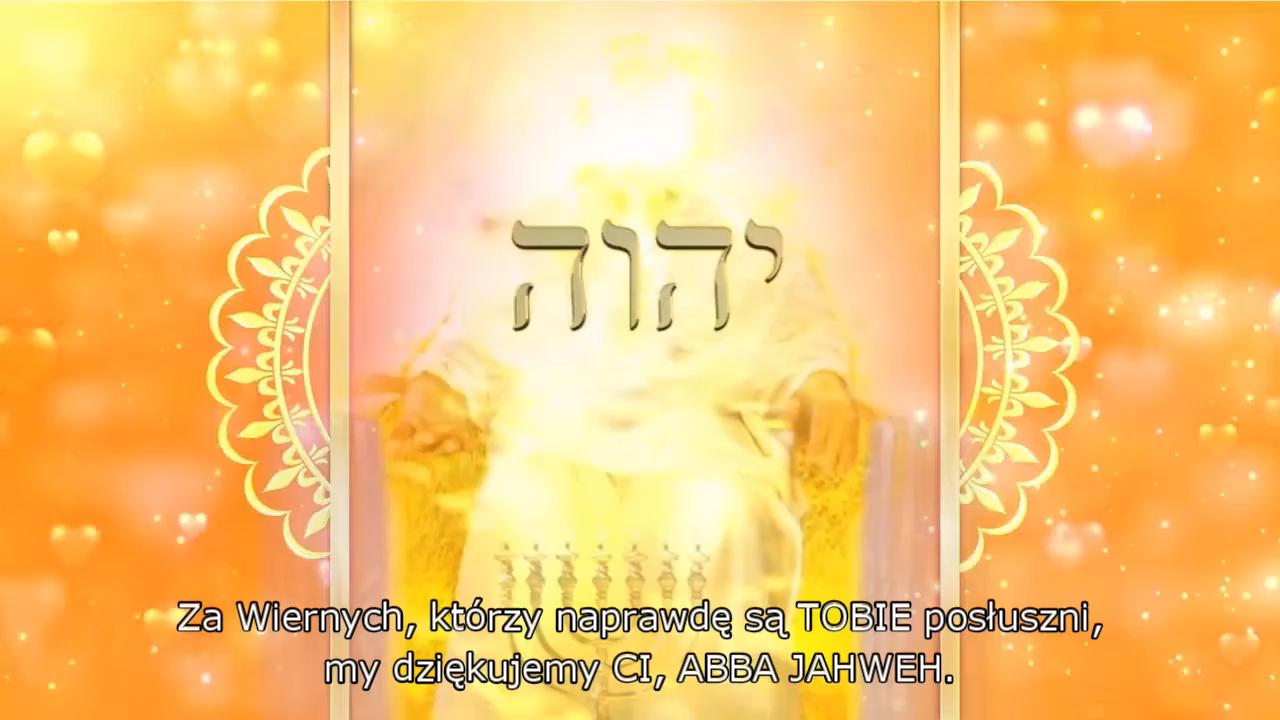 יהוה
Za Wiernych, którzy naprawdę są TOBIE posłuszni,
my dziękujemy CI, ABBA JAHWEH.